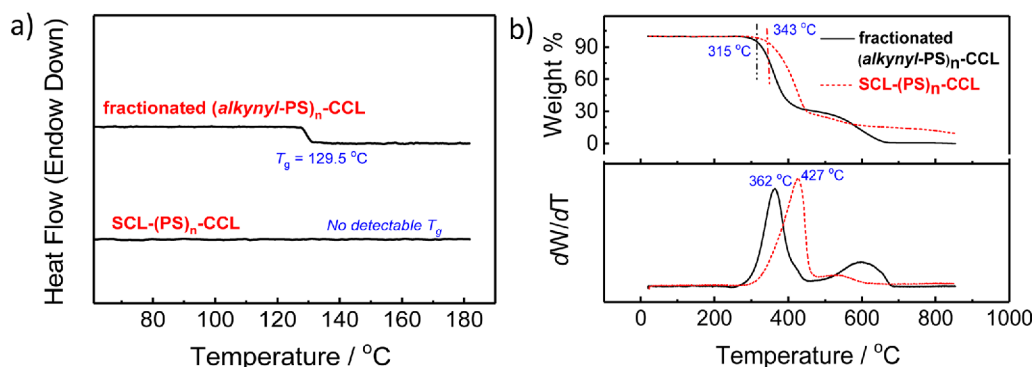 a)
Heat Flow (Endow Down)
fractionated (alkynyl-PS)n-CCL
Tg = 129.5 °C
SCL-(PS)n-CCL
No detectable Tg
80 100 120 140 160 180
Temperature / °C
b)
Weight %
90
60
30
0
315 °C
343 °C
fractionated
(alkynyl-PS)n-CCL
SCL-(PS)n-CCL
dW/dT
362 °C
427 °C
0 200 400 600 800 1000
Temperature / °C